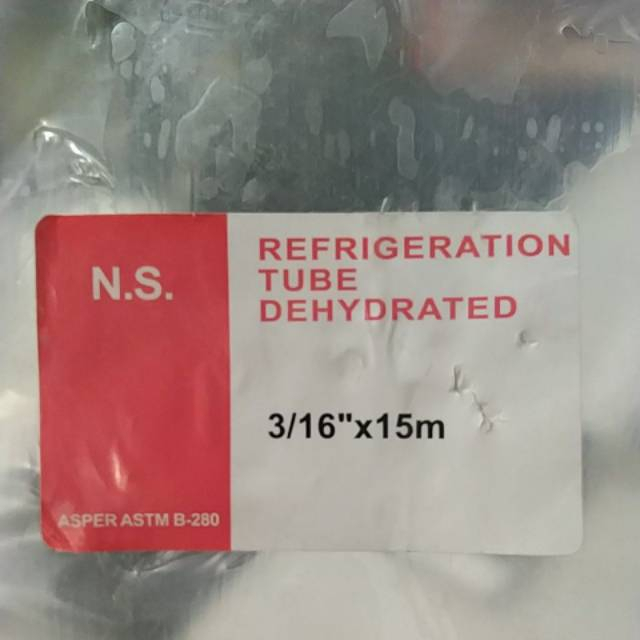 N.S.
REFRIGERATION
TUBE
DEHYDRATED
3/16"x15m
ASPER ASTM B-280